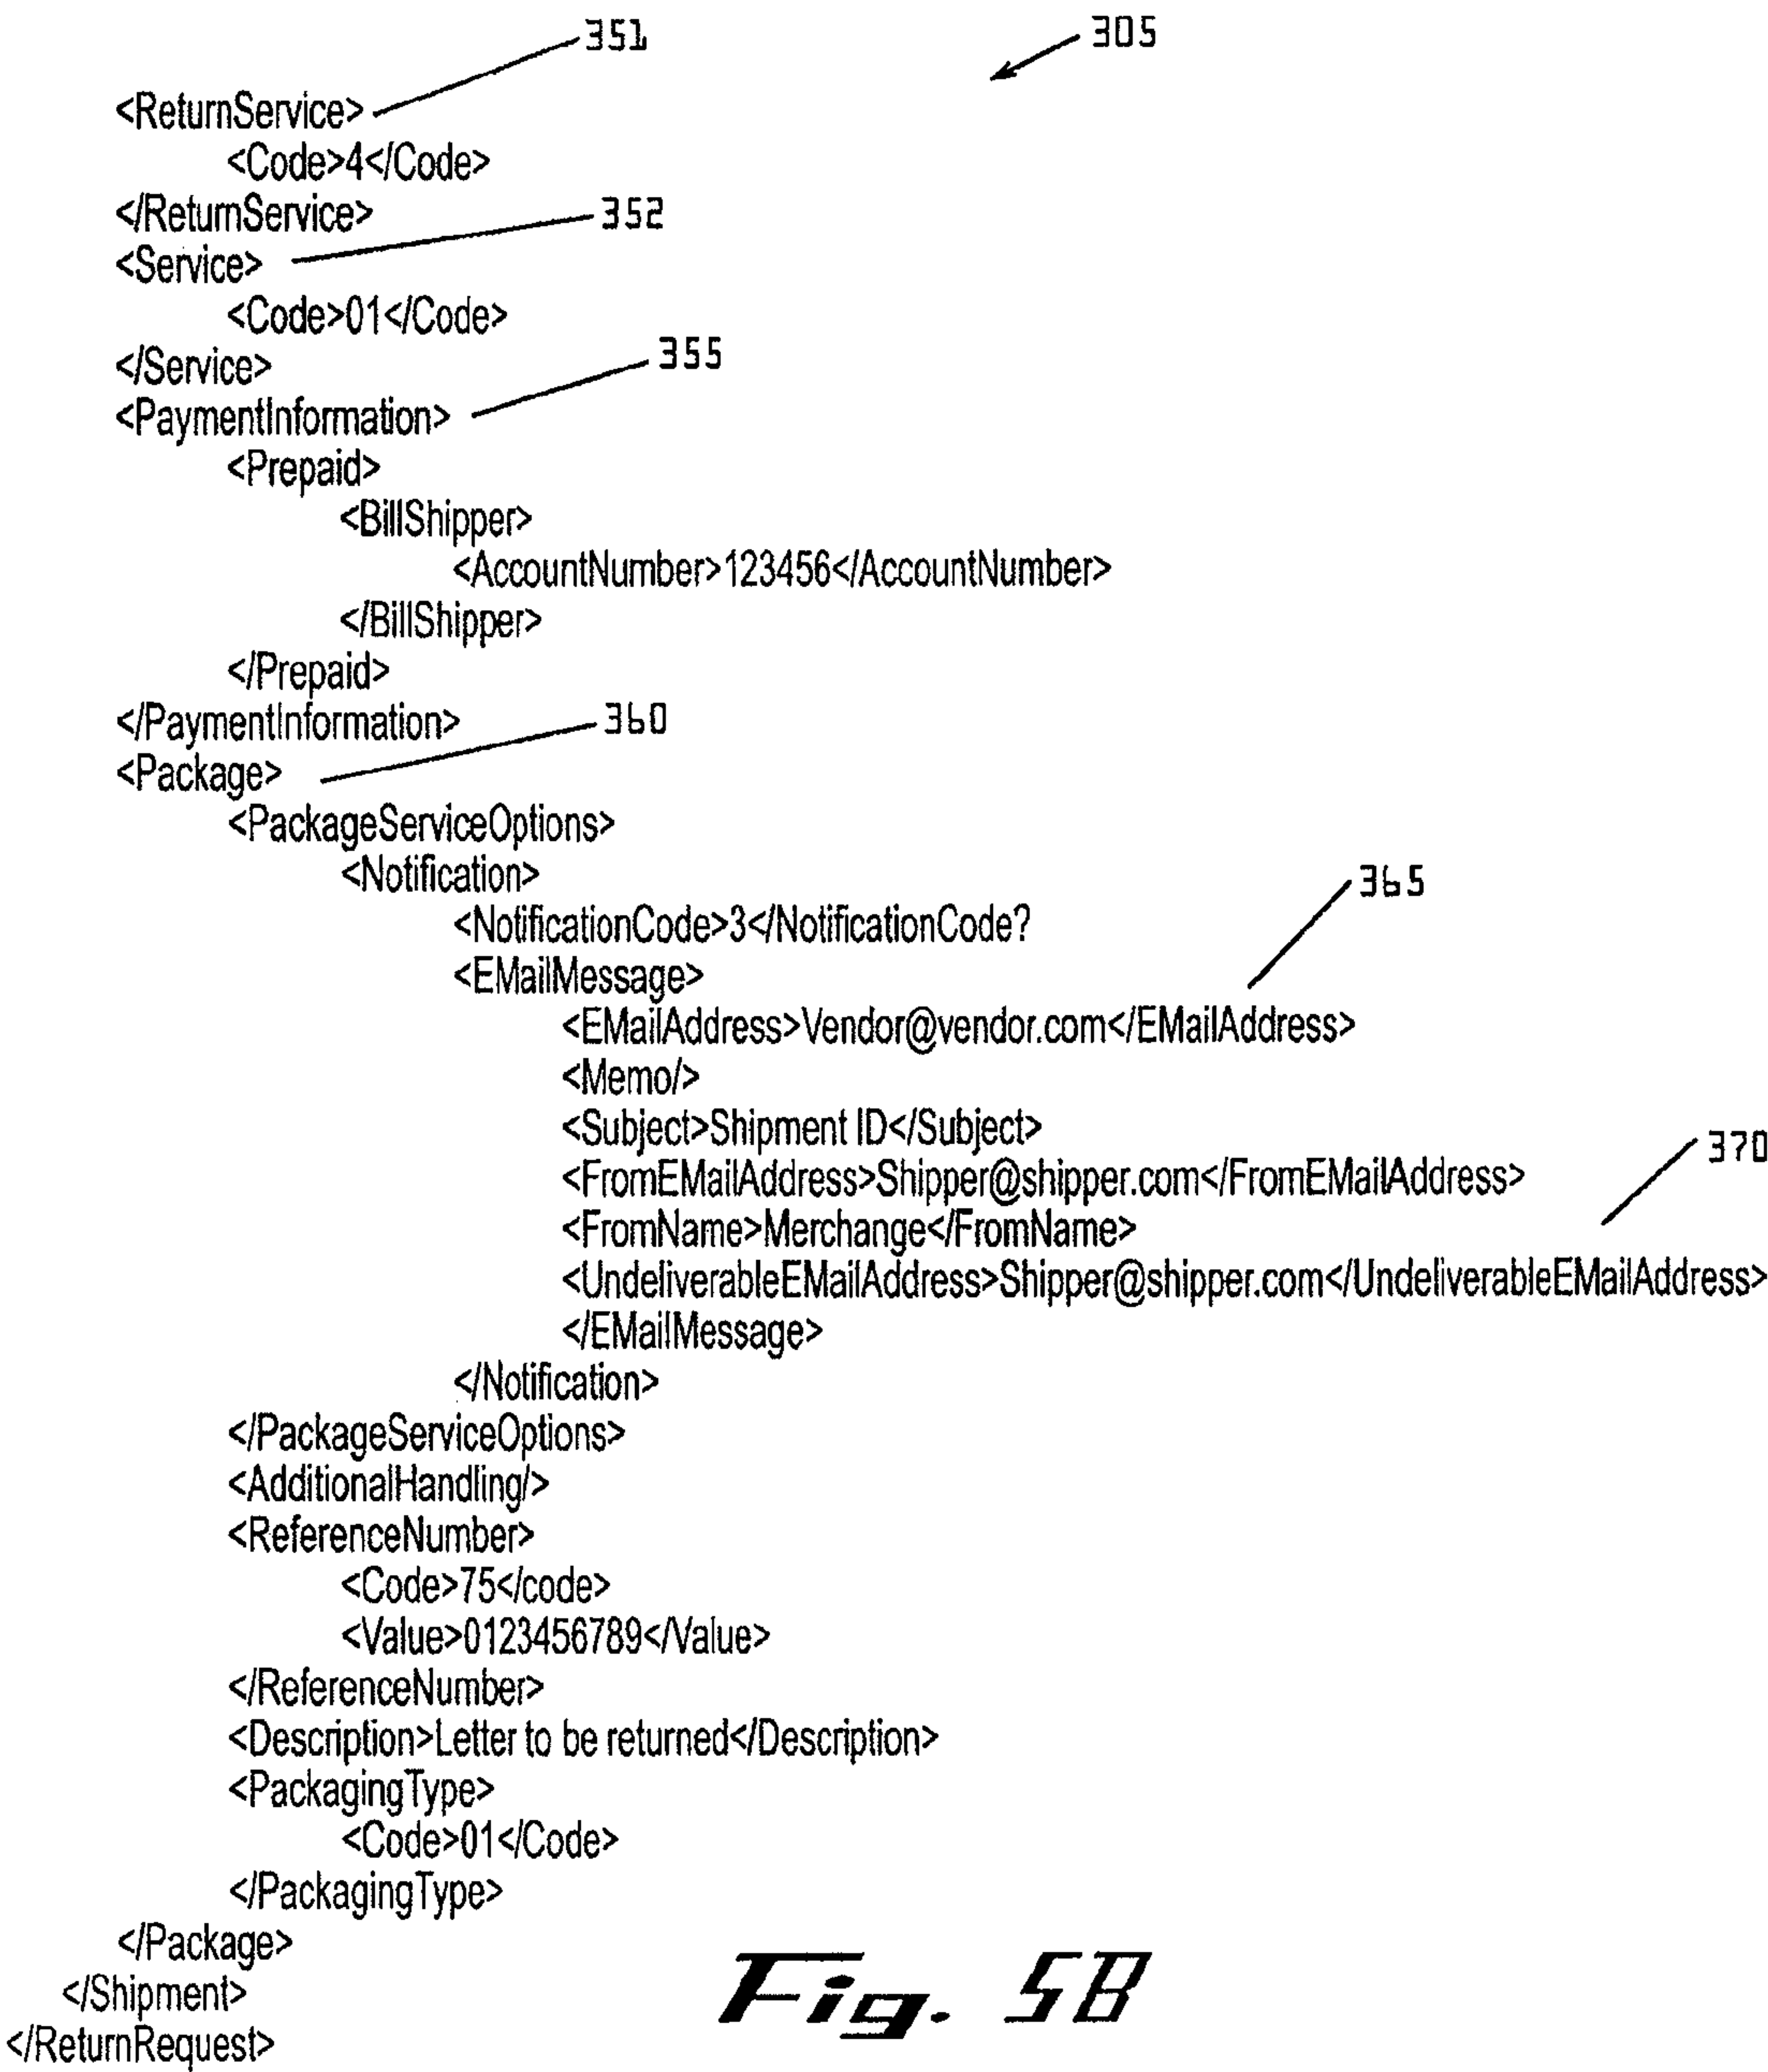 351
305
<ReturnService>
<Code>4</Code>
</ReturnService>
352
<Service>
<Code>01</Code>
</Service>
355
<PaymentInformation>
<Prepaid>
<BillShipper>
<AccountNumber>123456</AccountNumber>
</BillShipper>
</Prepaid>
</PaymentInformation>
360
<Package>
<PackageServiceOptions>
<Notification>
365
<NotificationCode>3</NotificationCode?
<EMailMessage>
<EMailAddress>Vendor@vendor.com</EMailAddress>
<Memo/>
<Subject>Shipment ID</Subject>
370
<FromEMailAddress>Shipper@shipper.com</FromEMailAddress>
<FromName>Merchange</FromName>
<UndeliverableEMailAddress>Shipper@shipper.com</UndeliverableEMailAddress>
</EMailMessage>
</Notification>
</PackageServiceOptions>
<AdditionalHandling/>
<ReferenceNumber>
<Code>75</code>
<Value>0123456789</Value>
</ReferenceNumber>
<Description>Letter to be returned</Description>
<PackagingType>
<Code>01</Code>
</PackagingType>
</Package>
</Shipment>
</ReturnRequest>
Fig. 5B